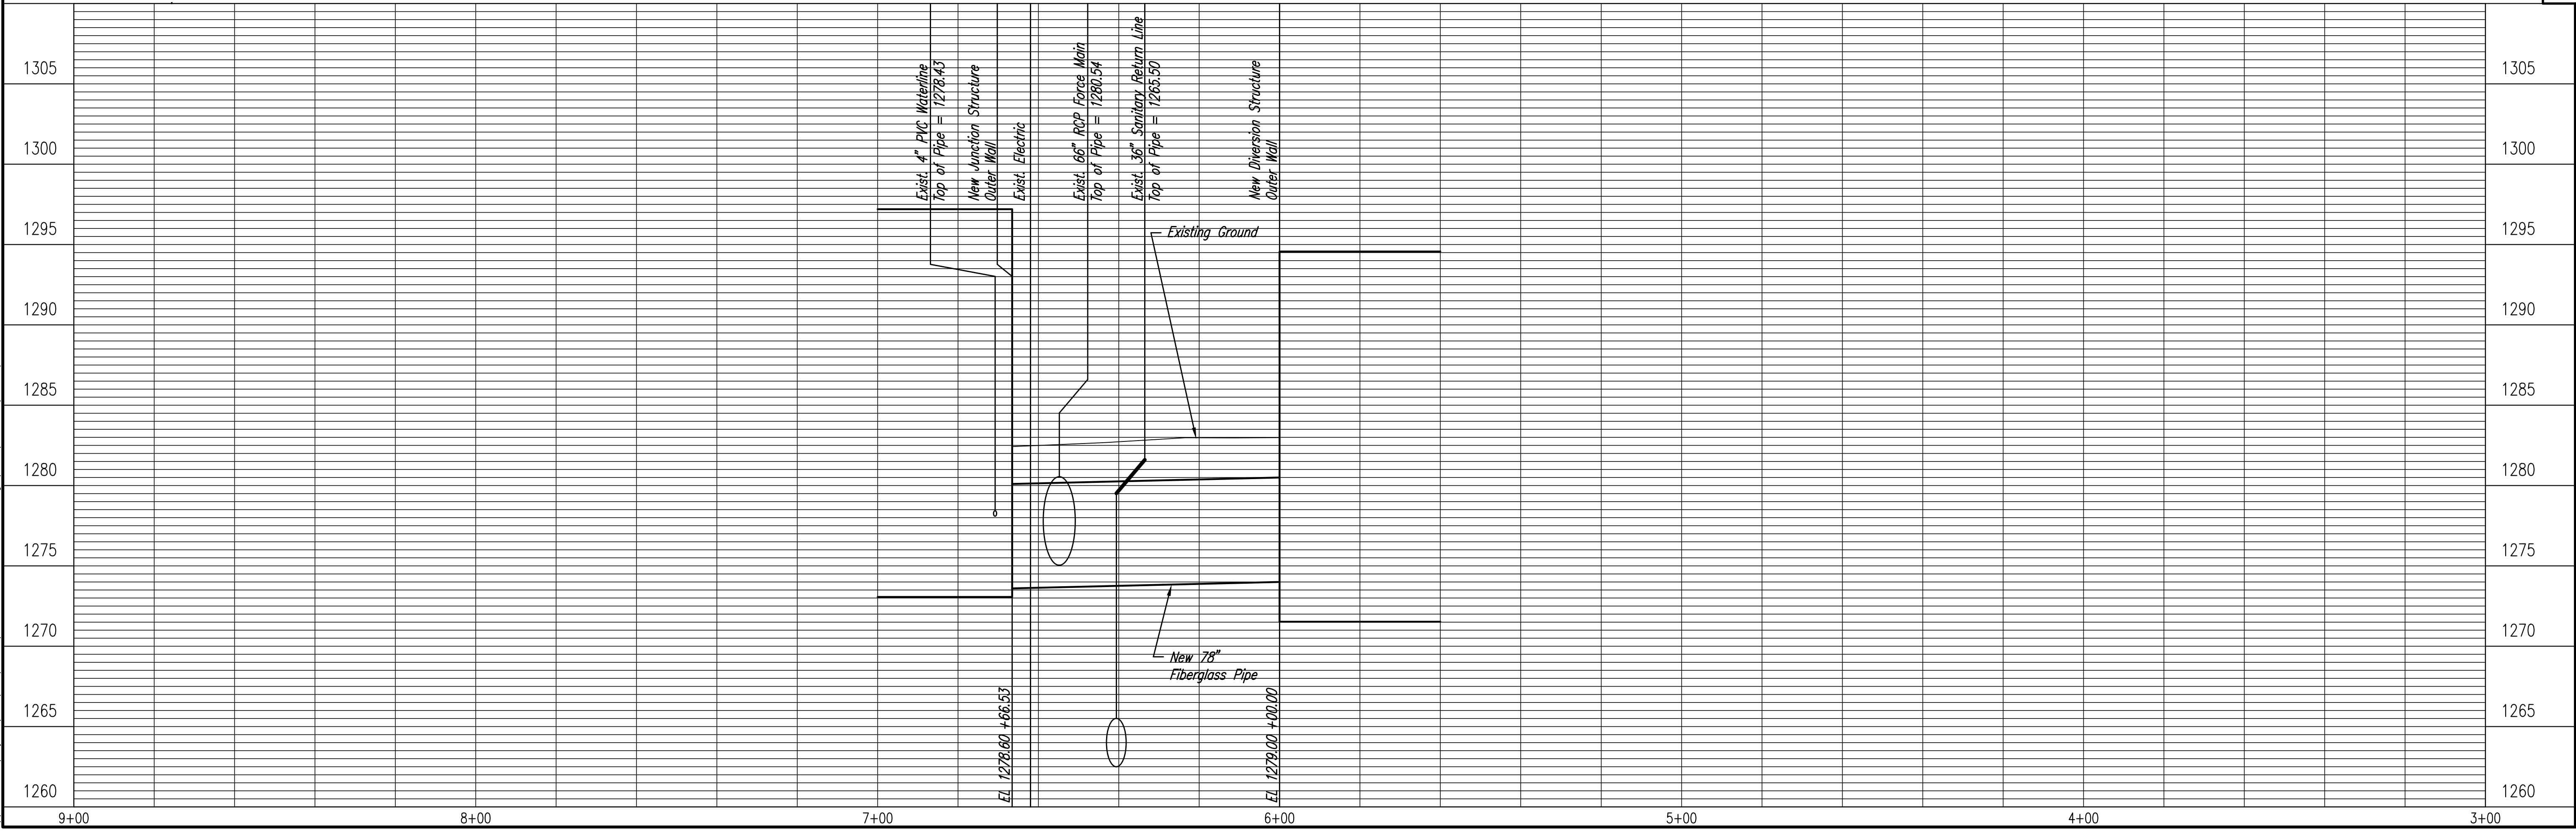 Exist. 4" PVC Waterline
Top of Pipe = 1278.43
New Junction Structure
Outer Wall
Exist. Electric
Exist. 66" RCP Force Main
Top of Pipe = 1280.54
Exist. 36" Sanitary Return Line
Top of Pipe = 1265.50
New Diversion Structure
Outer Wall
1305 1305
1300 1300
1295 1295
Existing Ground
1290 1290
1285 1285
1280 1280
1275 1275
1270 1270
New 78"
Fiberglass Pipe
1265 1265
EL 1278.60 +66.53
EL 1279.00 +00.00
1260 1260
9+00 8+00 7+00 6+00 5+00 4+00 3+00